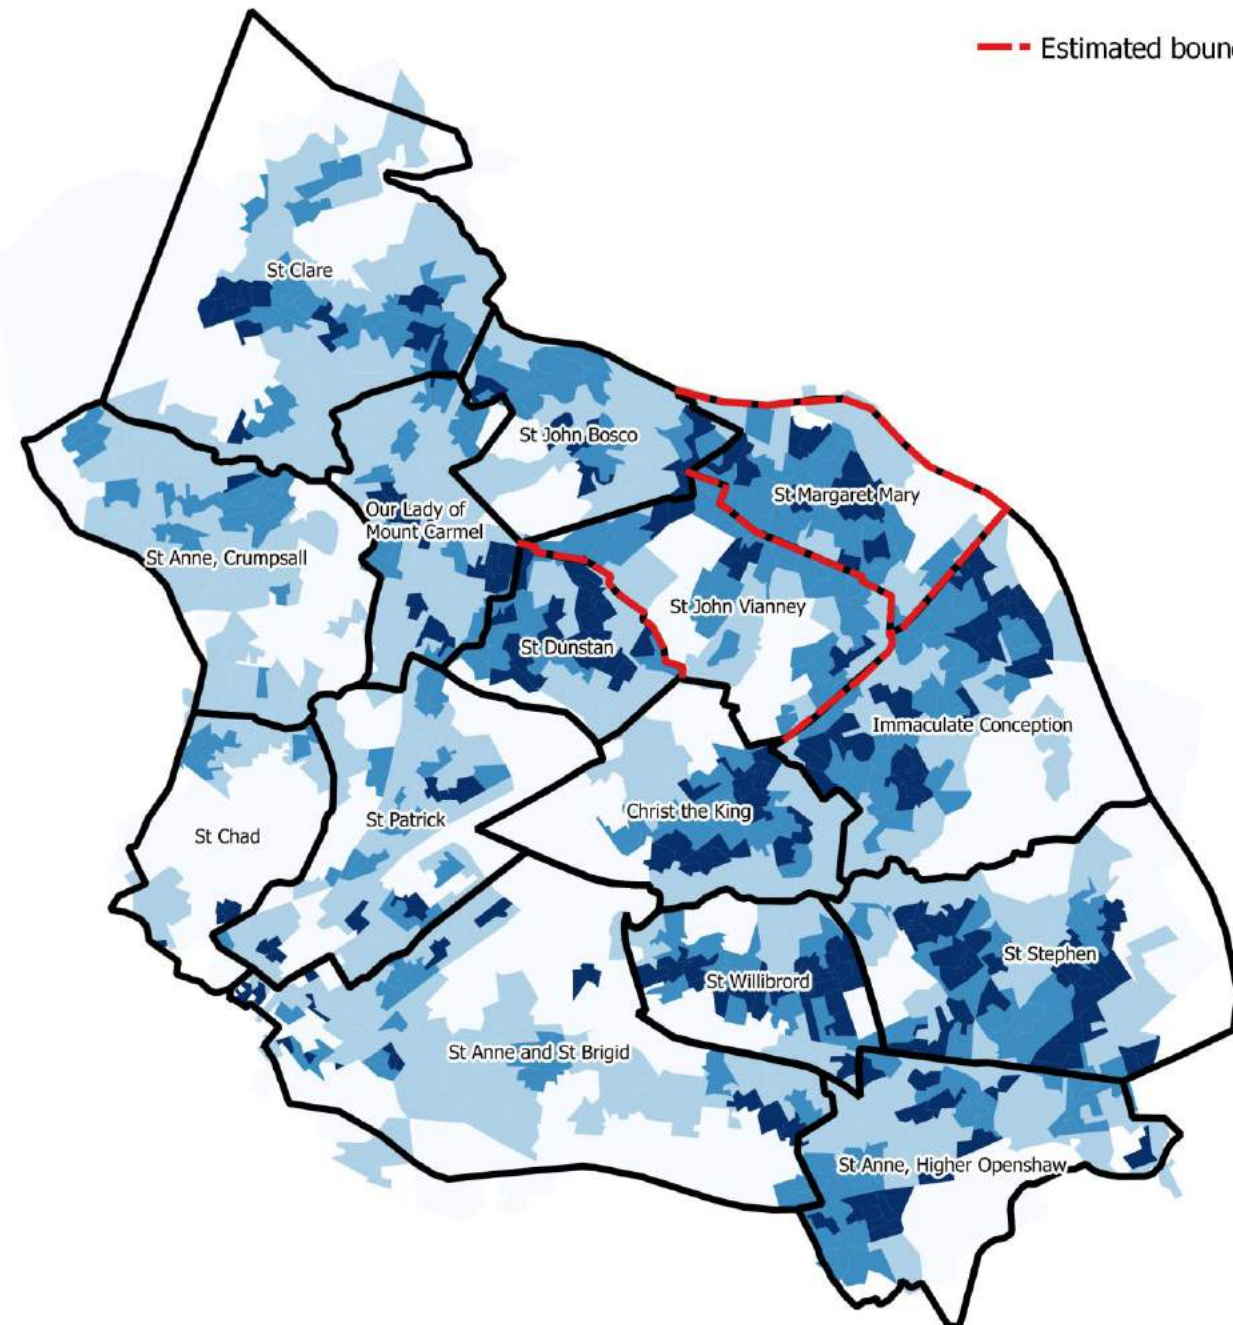 Estimated boun
St Clare
St John Bosco
St Margaret Mary
Our Lady of
Mount Carmel
St Anne, Crumpsall
St John Vianney
St Dunstan
Immaculate Conception
Christ the King
St Patrick
St Chad
St Stephen
St Willibrord
St Anne and St Brigid
St Anne, Higher Openshaw